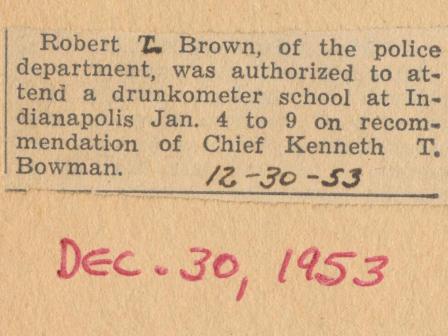 Robert T. Brown, of the police
department, was authorized to at-
tend a drunkometer school at In-
dianapolis Jan. 4 to 9 on recom-
mendation of Chief Kenneth T.
Bowman.
12-30-53
DEC. 30, 1953